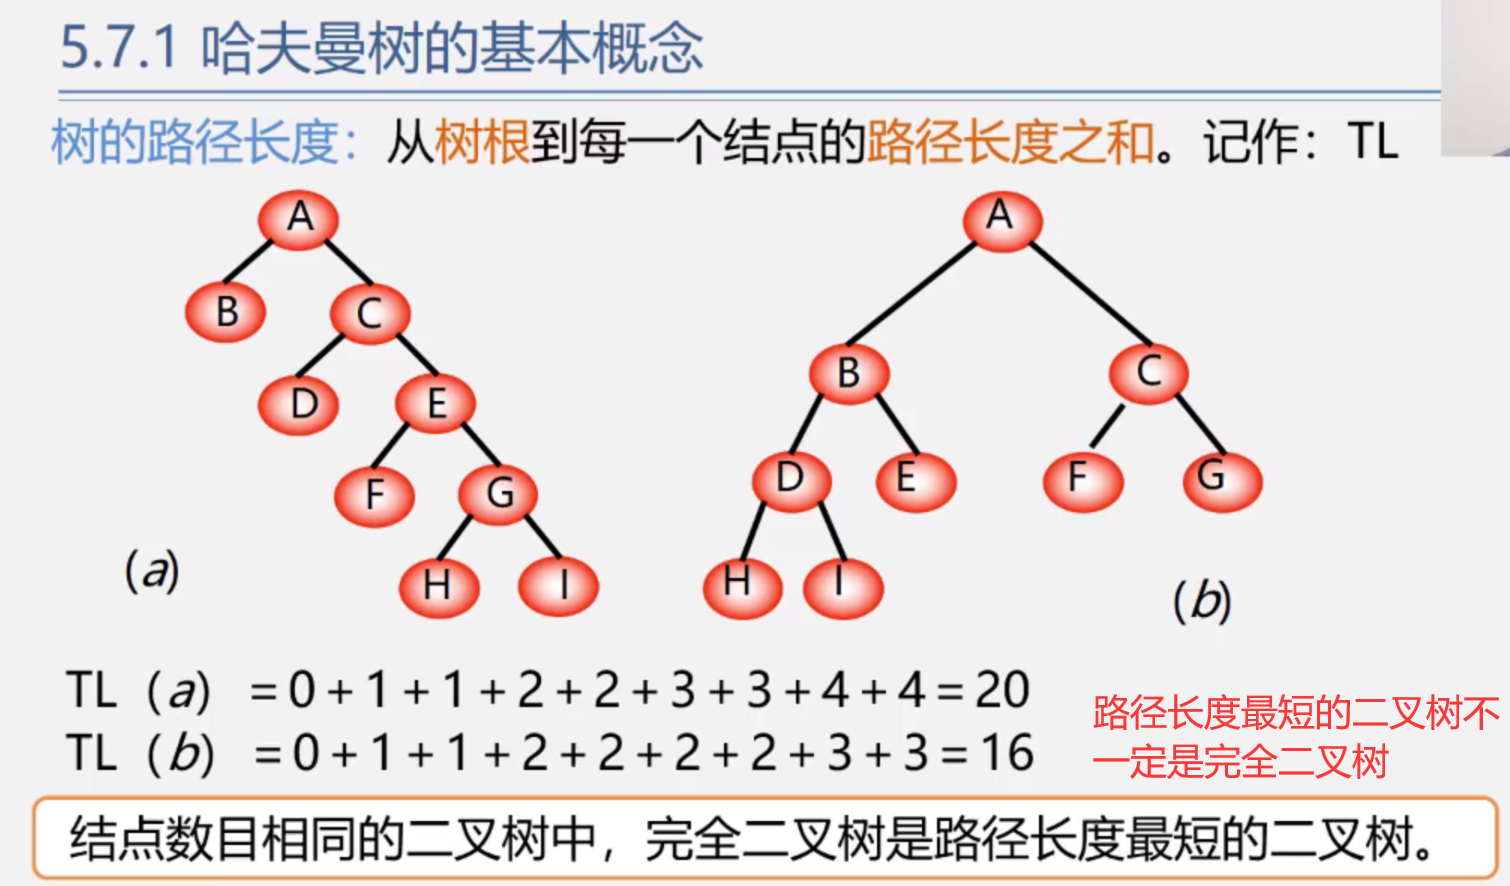 5.7.1 哈夫曼树的基本概念
树的路径长度：从树根到每一个结点的路径长度之和。记作：TL
A
B
C
D
E
F
G
H
I
(a)
A
B
C
D
E
F
G
H
I
(b)
TL（a） =0+1+1+2+2+3+3+4+4=20
TL（b） =0+1+1+2+2+2+2+3+3=16
路径长度最短的二叉树不
一定是完全二叉树
结点数目相同的二叉树中，完全二叉树是路径长度最短的二叉树。